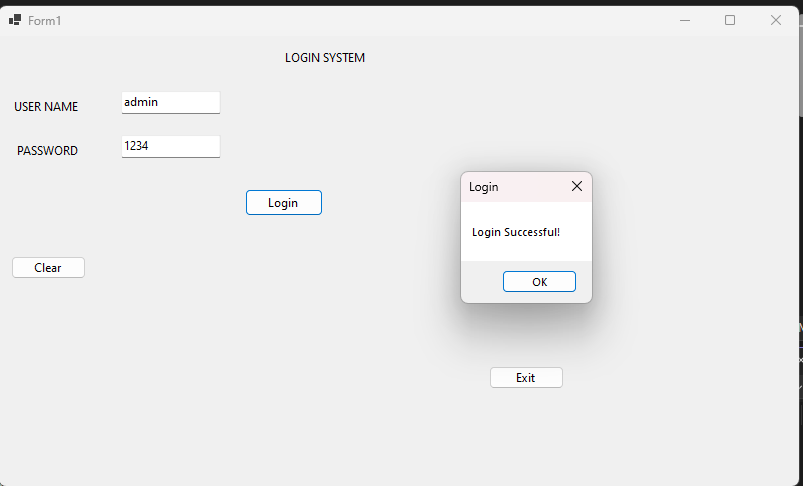 Form1
LOGIN SYSTEM
USER NAME
admin
PASSWORD
1234
Login
Clear
Login
Login Successful!
OK
Exit